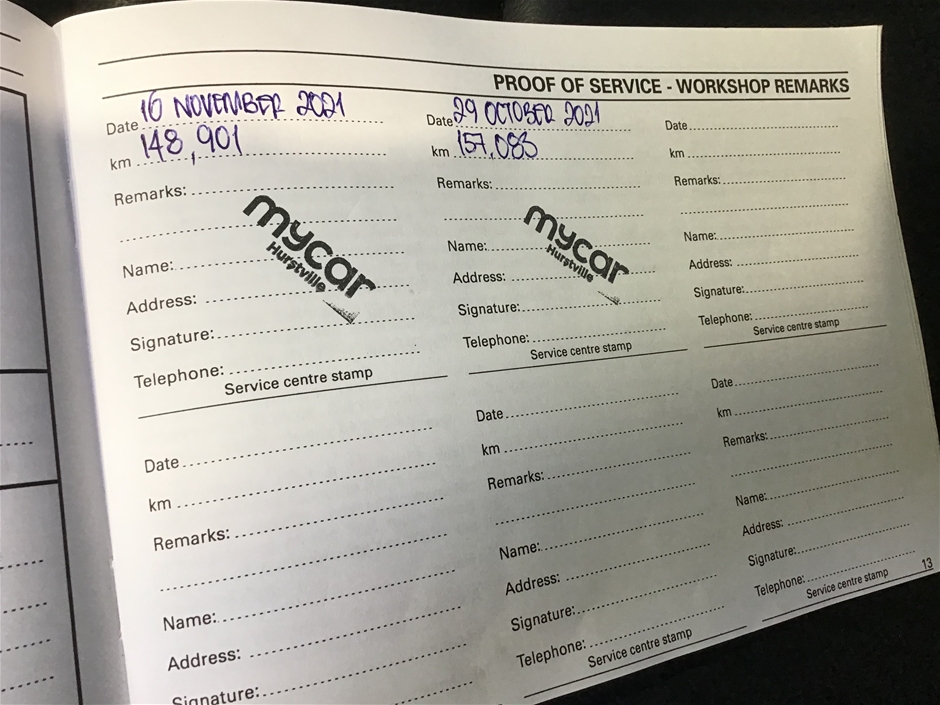 PROOF OF SERVICE - WORKSHOP REMARKS
Date 16 NOVEMBER 2021
km 148,901
Remarks:
Name:
Address:
Signature:
Telephone:
Service centre stamp
mycar
Hurstville
Date 29 OCTOBER 2021
km 157,083
Remarks:
Name:
Address:
Signature:
Telephone:
Service centre stamp
mycar
Hurstville
Date
km
Remarks:
Name:
Address:
Signature:
Telephone:
Service centre stamp
Date
km
Remarks:
Name:
Address:
Signature:
Date
km
Remarks:
Name:
Address:
Signature:
Telephone:
Service centre stamp
Date
km
Remarks:
Name:
Address:
Signature:
Telephone:
Service centre stamp
13